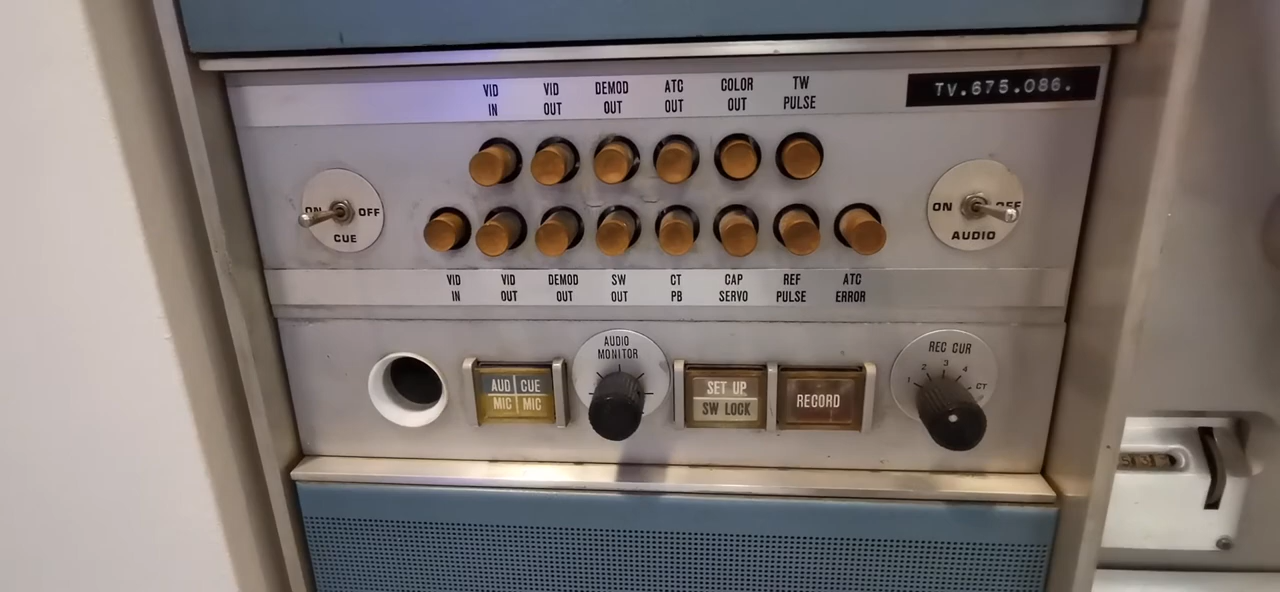 VID IN
VID OUT
DEMOD OUT
ATC OUT
COLOR OUT
TW PULSE
TV.675.086.
ON OFF
CUE
ON OFF
AUDIO
VID IN
VID OUT
DEMOD OUT
SW OUT
CT PB
CAP SERVO
REF PULSE
ATC ERROR
AUD CUE
MIC MIC
AUDIO
MONITOR
SET UP
SW LOCK
RECORD
REC CUR
1 2 3 4 CT